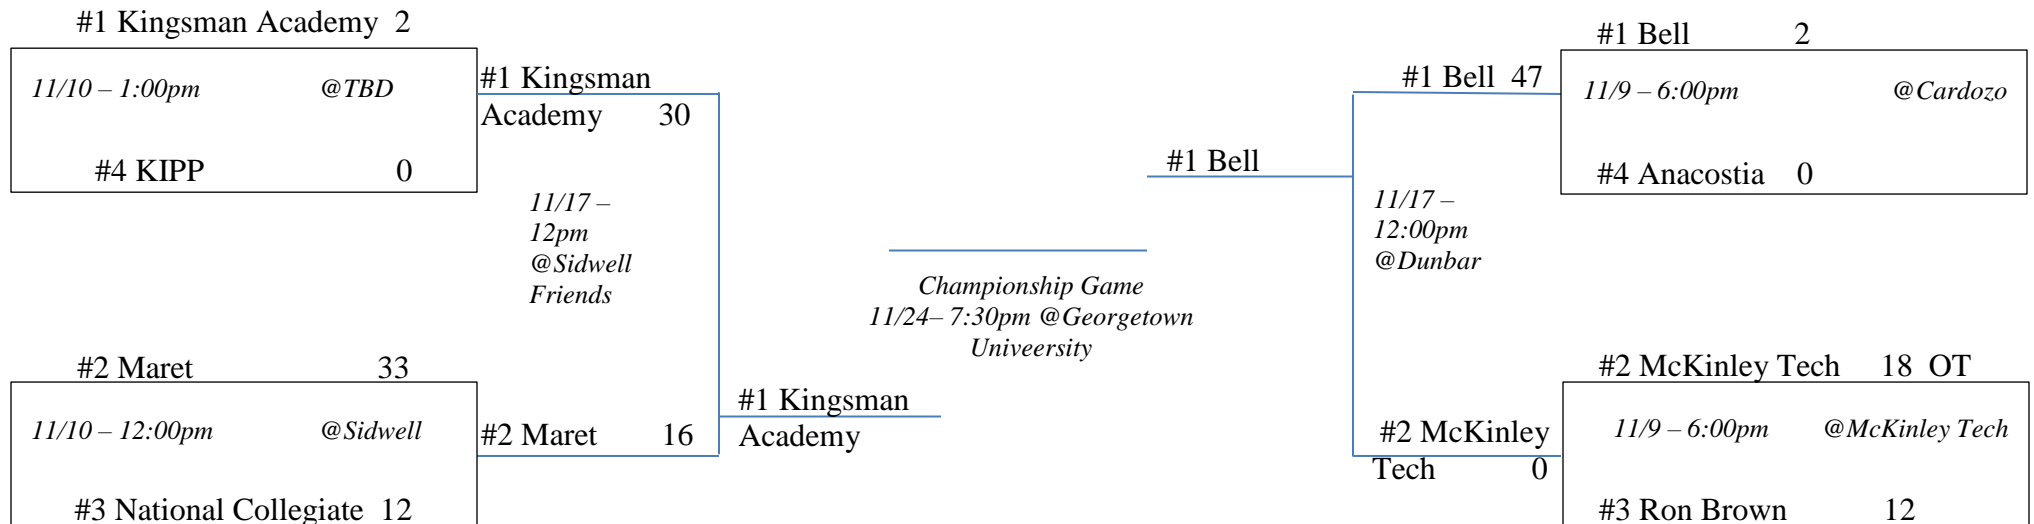 #1 Kingsman Academy 2
11/10 – 1:00pm @TBD
#4 KIPP 0
#1 Kingsman
Academy 30
11/17 –
12pm
@Sidwell
Friends
#2 Maret 33
11/10 – 12:00pm @Sidwell
#3 National Collegiate 12
#2 Maret 16
#1 Kingsman
Academy
Championship Game
11/24– 7:30pm @Georgetown
Univeersity
#1 Bell
#1 Bell 47
11/17 –
12:00pm
@Dunbar
#2 McKinley
Tech 0
#1 Bell 2
11/9 – 6:00pm @Cardozo
#4 Anacostia 0
#2 McKinley Tech 18 OT
11/9 – 6:00pm @McKinley Tech
#3 Ron Brown 12